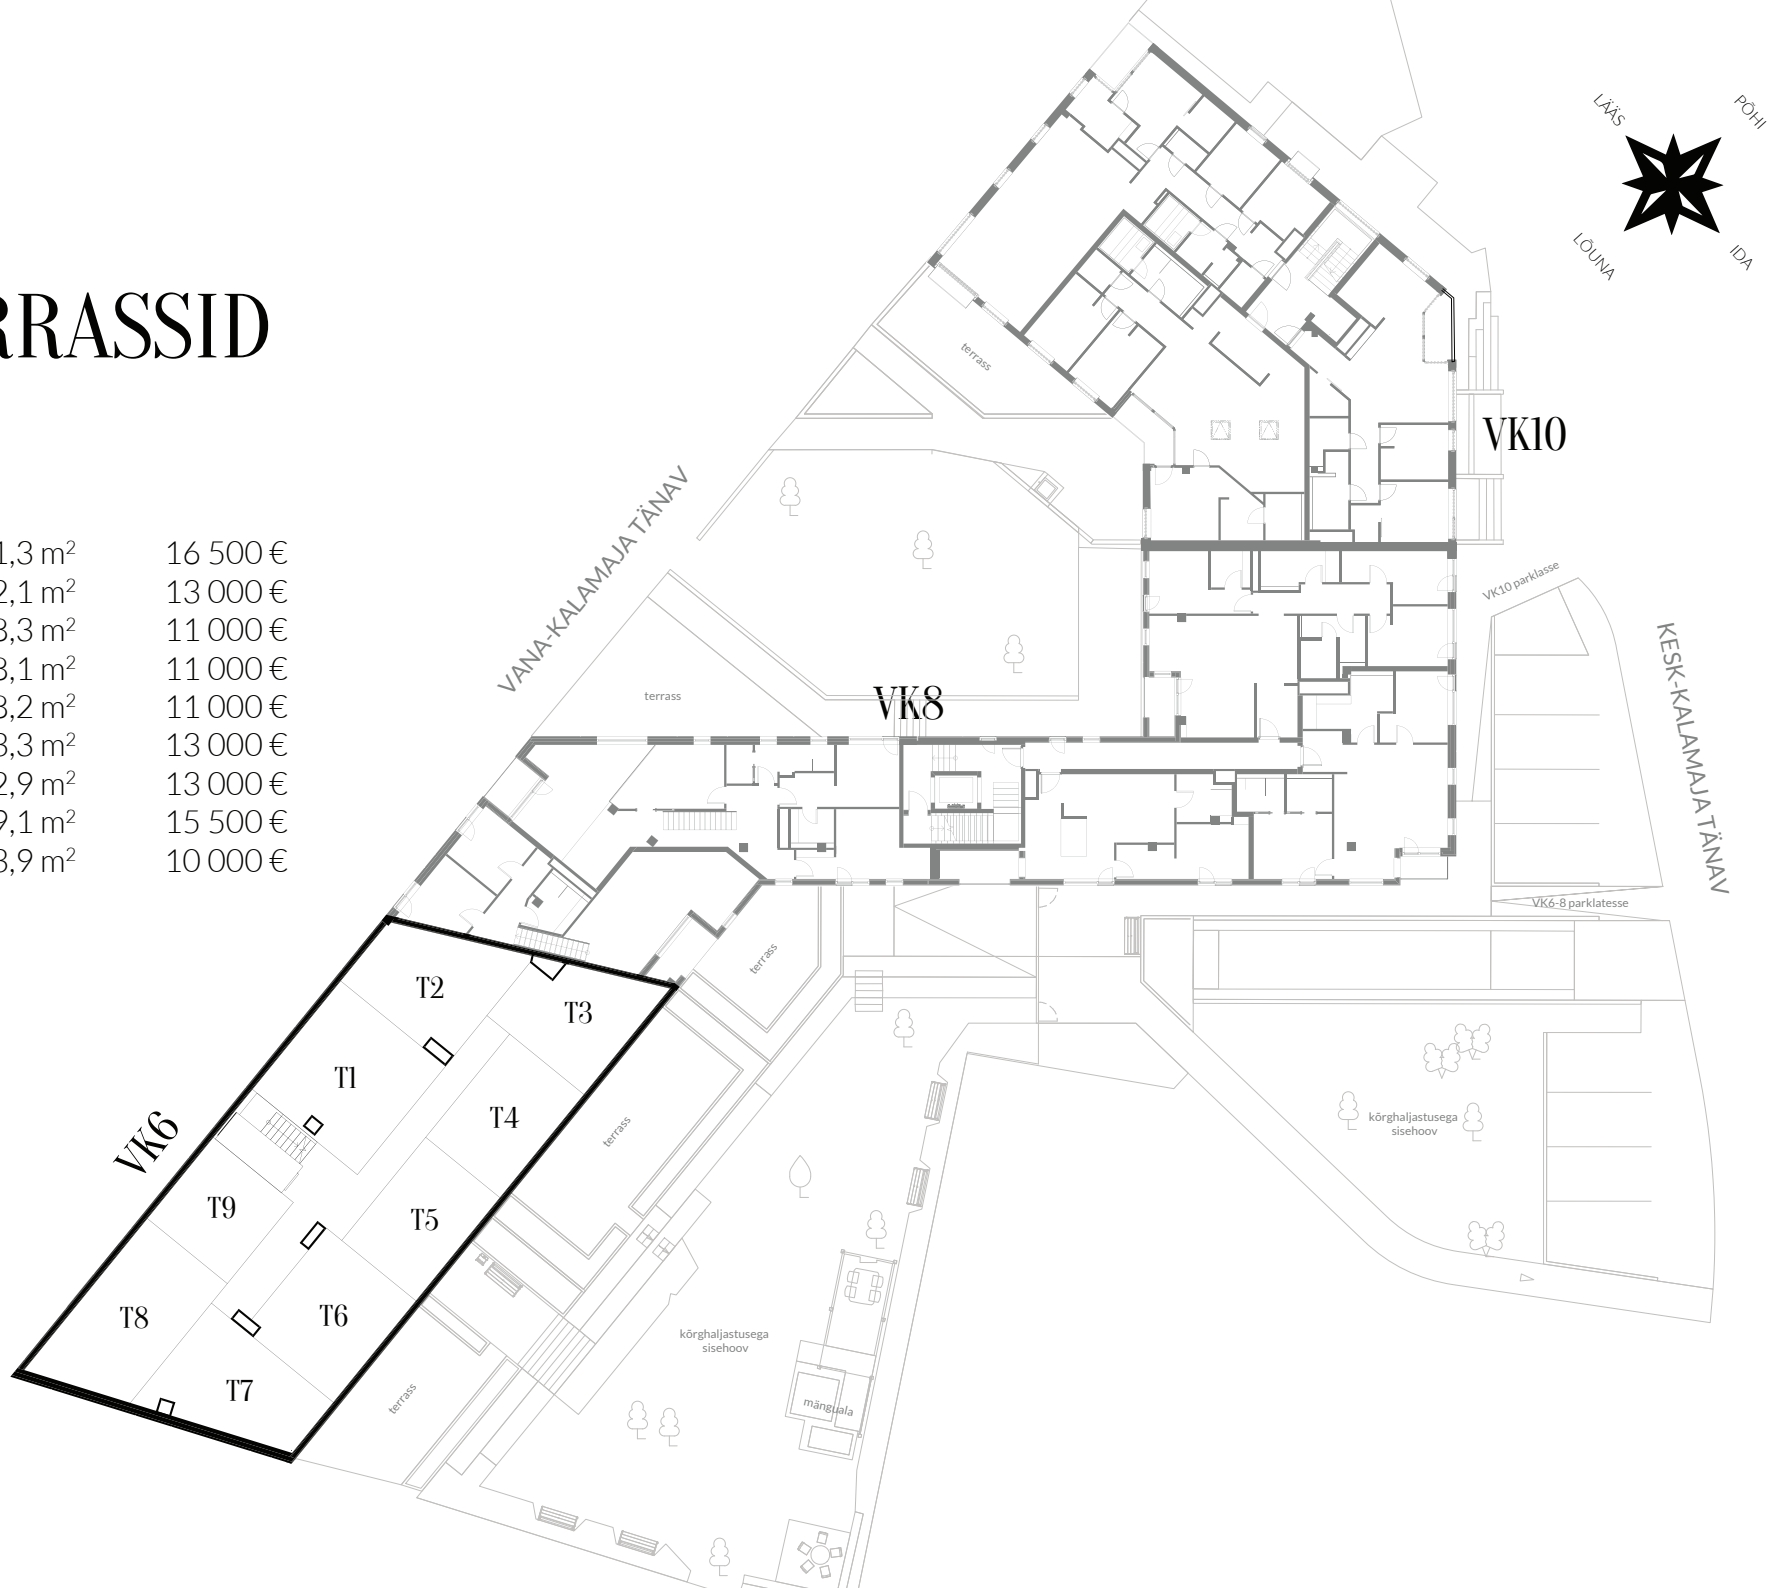 RRASSID
1,3 m² 16 500 €
2,1 m² 13 000 €
3,3 m² 11 000 €
3,1 m² 11 000 €
3,2 m² 11 000 €
3,3 m² 13 000 €
2,9 m² 13 000 €
9,1 m² 15 500 €
3,9 m² 10 000 €
LÄÄS
PÕHI
LÕUNA
IDA
terrass
VK10
VANA-KALAMAJA TÄNAV
VK10 parklasse
KESK-KALAMAJA TÄNAV
terrass
VK8
VK6-8 parklatesse
terrass
T2
T3
T1
T4
VK6
terrass
kõrghaljastusega
sisehoov
T9
T5
T8
T6
kõrghaljastusega
sisehoov
T7
terrass
mänguala